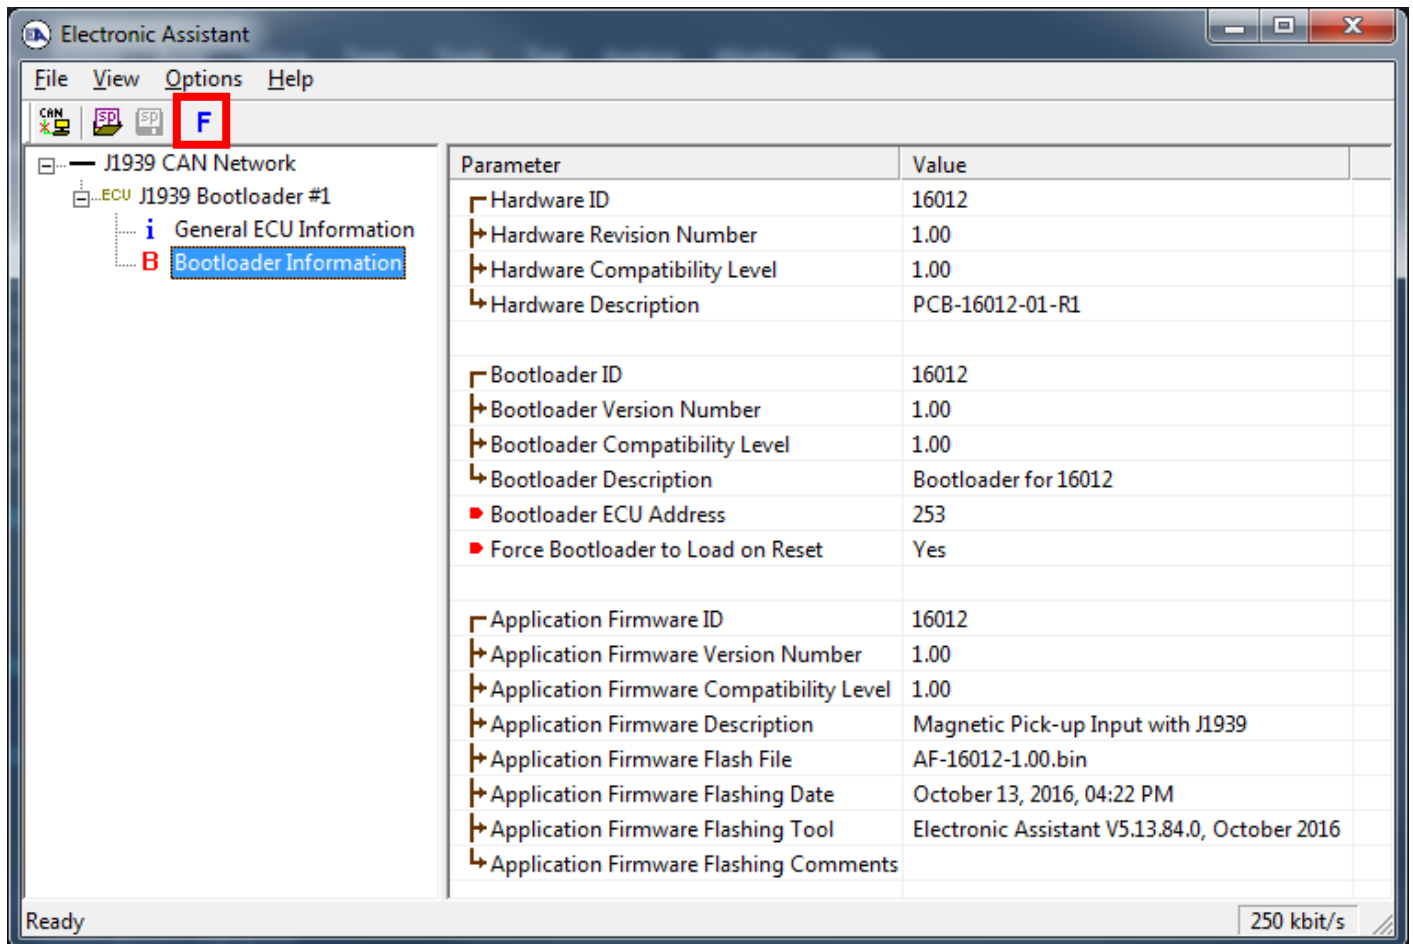 EA Electronic Assistant
File View Options Help
CAN SP SP F
J1939 CAN Network
ECU J1939 Bootloader #1
i General ECU Information
B Bootloader Information
Parameter Value
Hardware ID 16012
Hardware Revision Number 1.00
Hardware Compatibility Level 1.00
Hardware Description PCB-16012-01-R1
Bootloader ID 16012
Bootloader Version Number 1.00
Bootloader Compatibility Level 1.00
Bootloader Description Bootloader for 16012
Bootloader ECU Address 253
Force Bootloader to Load on Reset Yes
Application Firmware ID 16012
Application Firmware Version Number 1.00
Application Firmware Compatibility Level 1.00
Application Firmware Description Magnetic Pick-up Input with J1939
Application Firmware Flash File AF-16012-1.00.bin
Application Firmware Flashing Date October 13, 2016, 04:22 PM
Application Firmware Flashing Tool Electronic Assistant V5.13.84.0, October 2016
Application Firmware Flashing Comments
Ready 250 kbit/s